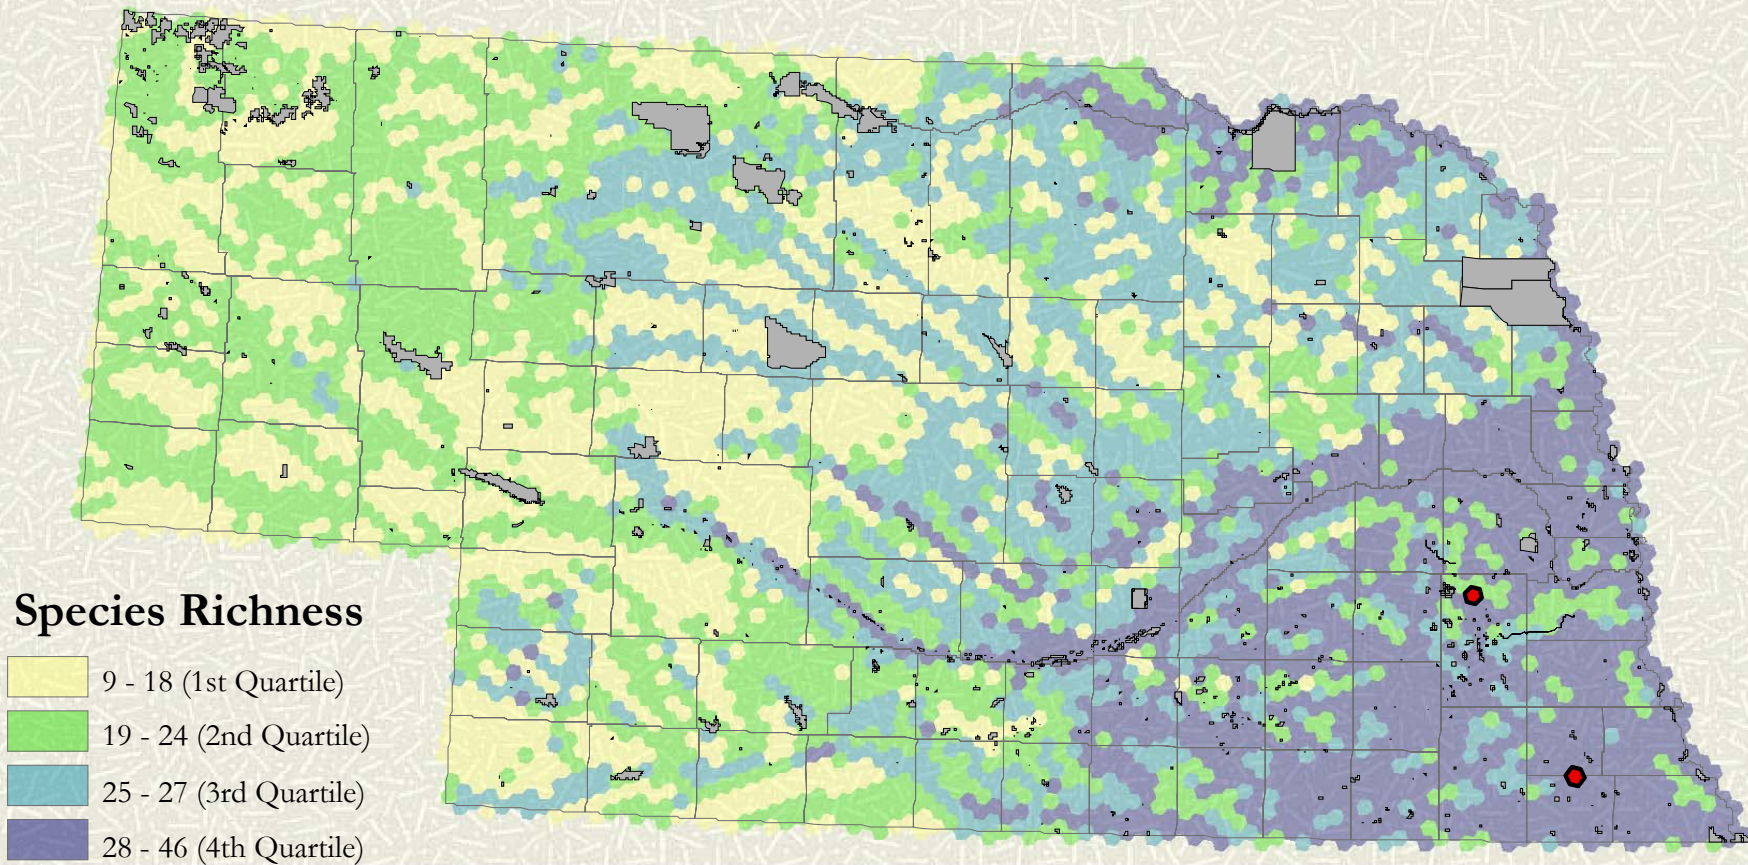 Species Richness
9 - 18 (1st Quartile)
19 - 24 (2nd Quartile)
25 - 27 (3rd Quartile)
28 - 46 (4th Quartile)